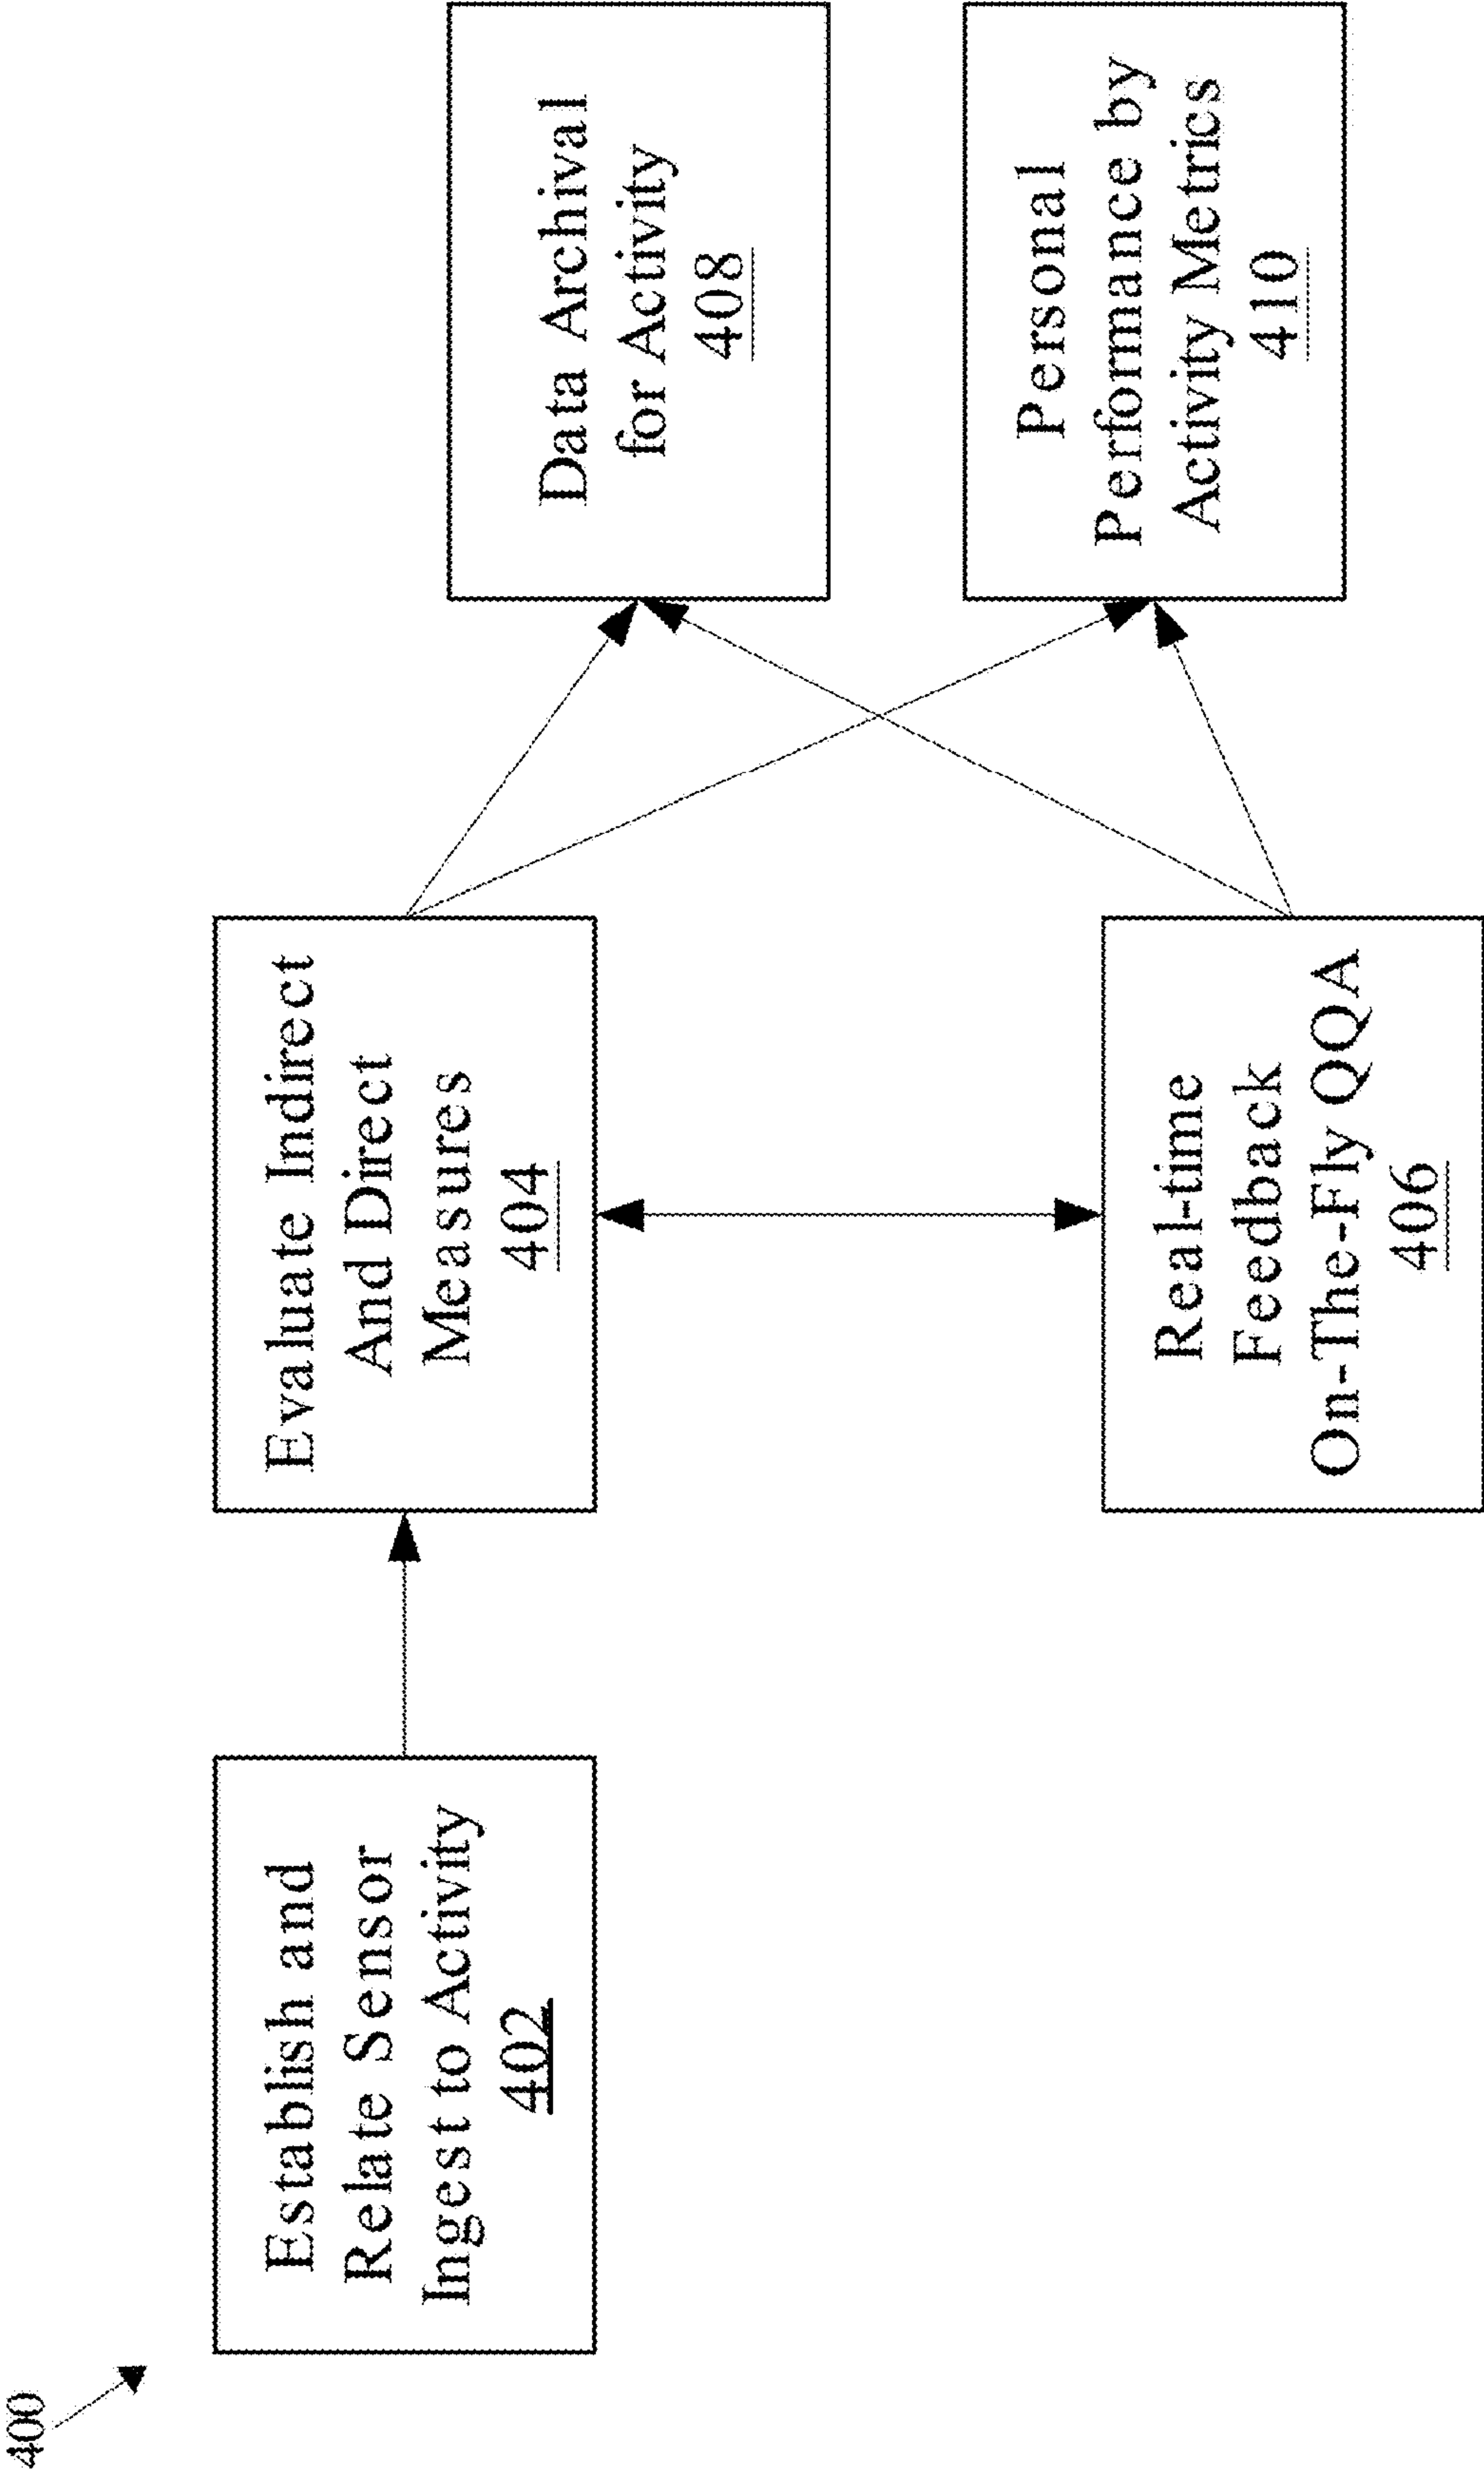 400
Establish and
Relate Sensor
Ingest to Activity
402
Evaluate Indirect
And Direct
Measures
404
Real-time
Feedback
On-The-Fly QQA
406
Data Archival
for Activity
408
Personal
Performance by
Activity Metrics
410